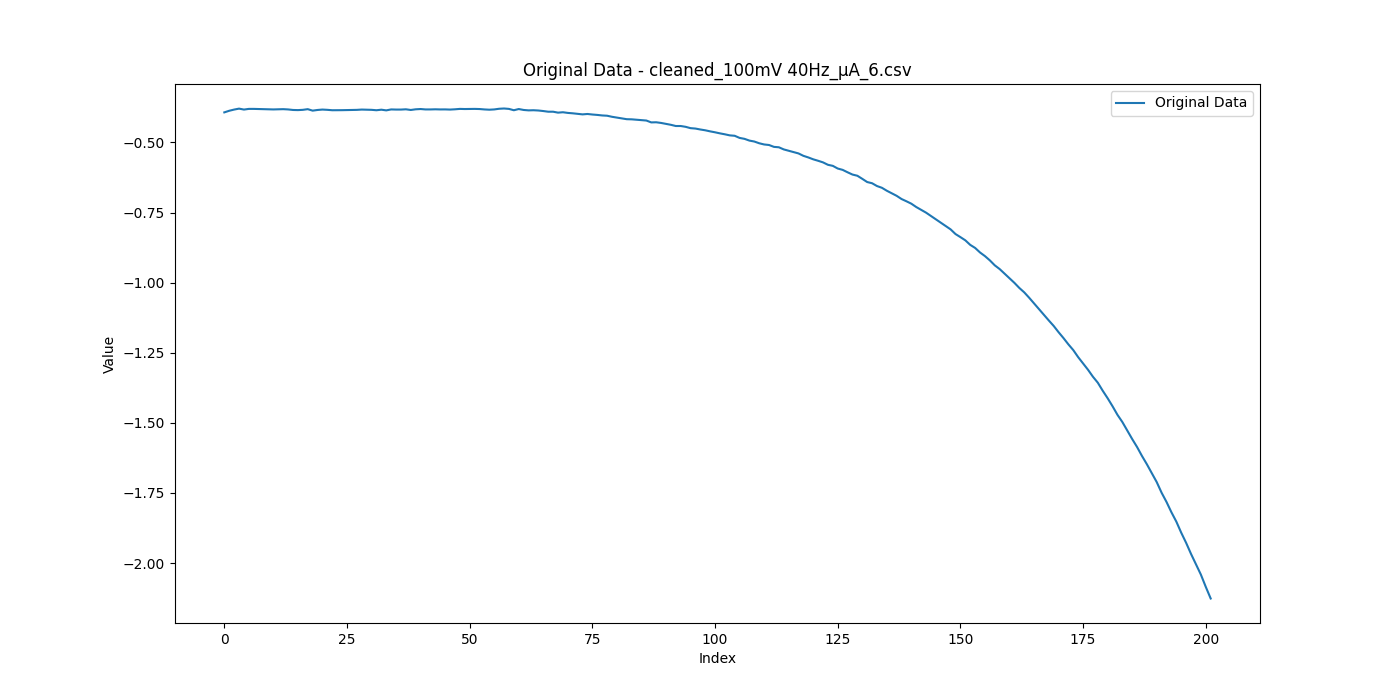 Original Data - cleaned_100mV 40Hz_µA_6.csv
Original Data
−0.50
−0.75
−1.00
−1.25
−1.50
−1.75
−2.00
Value
0 25 50 75 100 125 150 175 200
Index